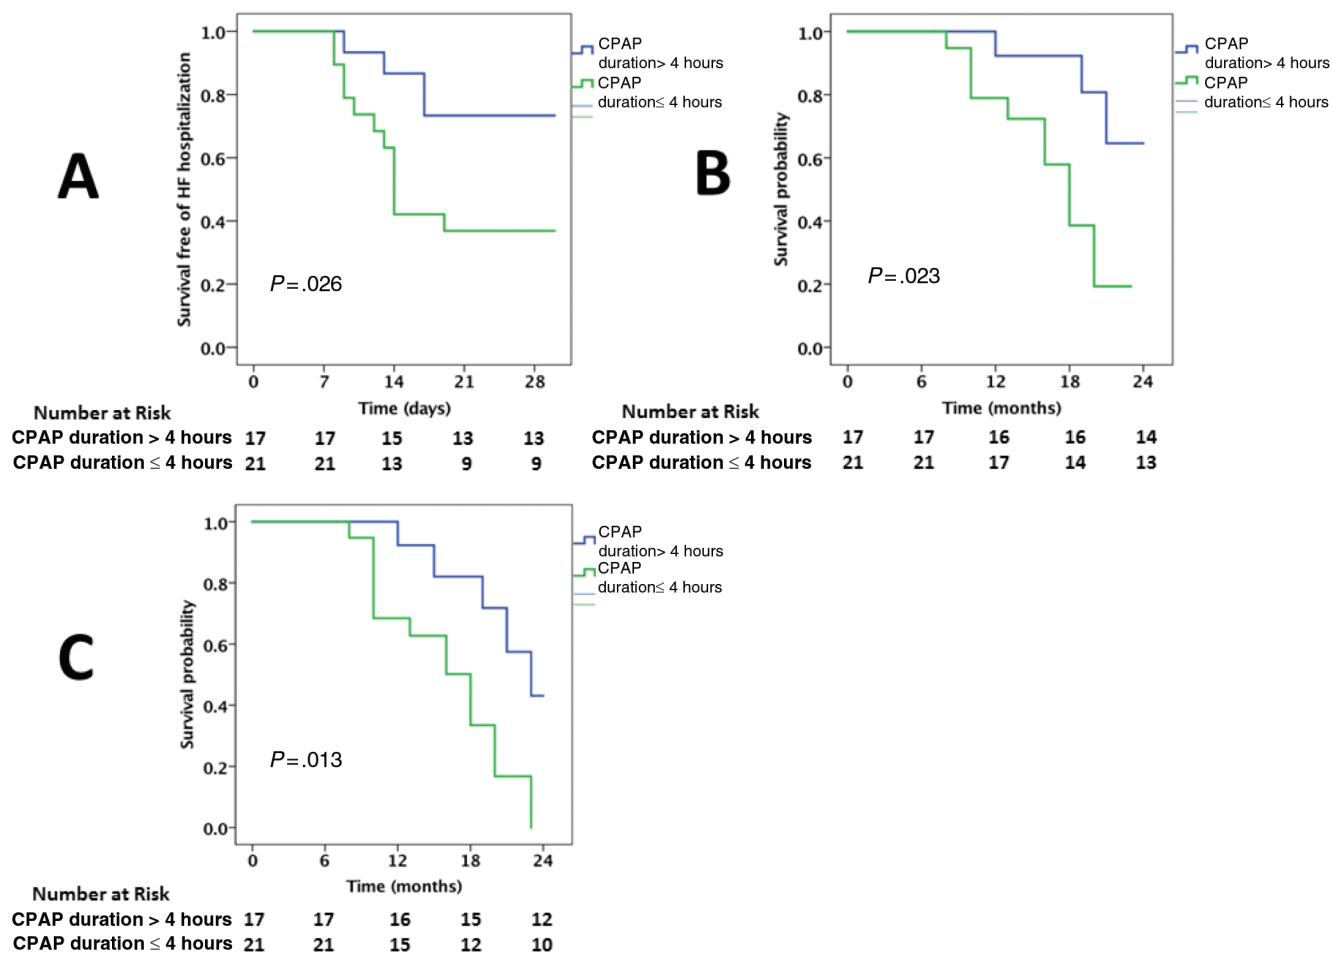 A
Survival free of HF hospitalization
1.0
0.8
0.6
0.4
0.2
0.0
P=.026
0 7 14 21 28
Time (days)
CPAP
duration> 4 hours
CPAP
duration≤ 4 hours
Number at Risk
CPAP duration > 4 hours 17 17 15 13 13
CPAP duration ≤ 4 hours 21 21 13 9 9
B
Survival probability
1.0
0.8
0.6
0.4
0.2
0.0
P=.023
0 6 12 18 24
Time (months)
CPAP
duration> 4 hours
CPAP
duration≤ 4 hours
Number at Risk
CPAP duration > 4 hours 17 17 16 16 14
CPAP duration ≤ 4 hours 21 21 17 14 13
C
Survival probability
1.0
0.8
0.6
0.4
0.2
0.0
P=.013
0 6 12 18 24
Time (months)
CPAP
duration> 4 hours
CPAP
duration≤ 4 hours
Number at Risk
CPAP duration > 4 hours 17 17 16 15 12
CPAP duration ≤ 4 hours 21 21 15 12 10